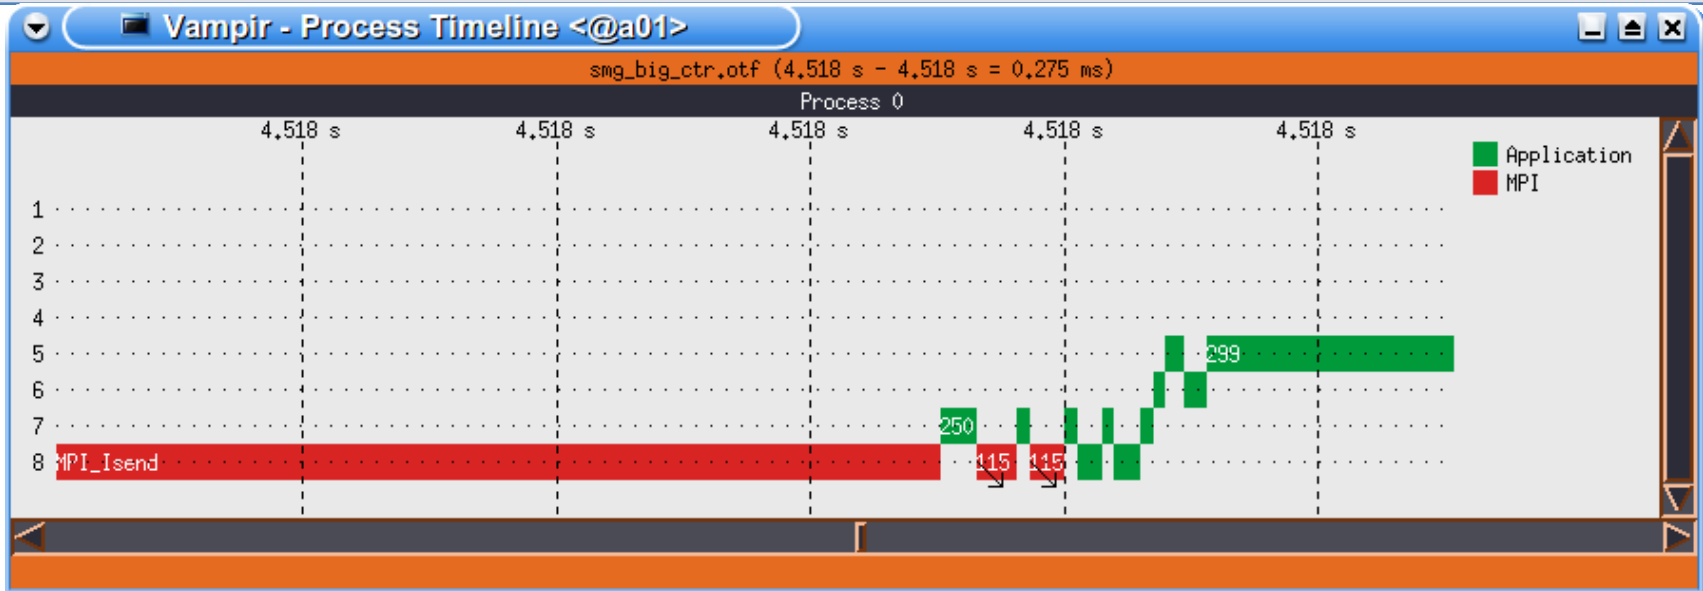 Vampir - Process Timeline <@a01>
smg_big_ctr.otf (4.518 s - 4.518 s = 0.275 ms)
Process 0
4.518 s 4.518 s 4.518 s 4.518 s 4.518 s
Application
MPI
1
2
3
4
5 299
6
7 250
8 MPI_Isend 115 115